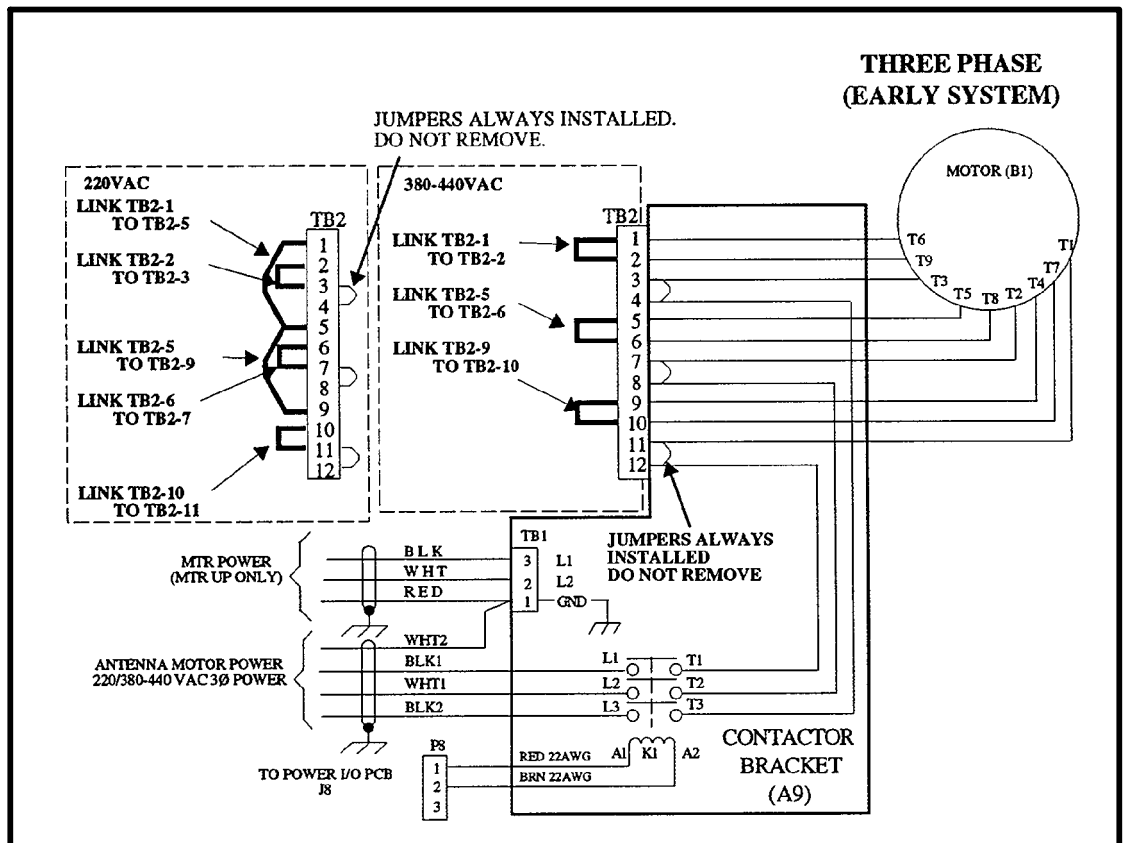 THREE PHASE
(EARLY SYSTEM)
JUMPERS ALWAYS INSTALLED.
DO NOT REMOVE.
220VAC
LINK TB2-1
TO TB2-5
LINK TB2-2
TO TB2-3
LINK TB2-5
TO TB2-9
LINK TB2-6
TO TB2-7
LINK TB2-10
TO TB2-11
TB2
1
2
3
4
5
6
7
8
9
10
11
12
380-440VAC
LINK TB2-1
TO TB2-2
LINK TB2-5
TO TB2-6
LINK TB2-9
TO TB2-10
TB2
1
2
3
4
5
6
7
8
9
10
11
12
MOTOR (B1)
T6
T9
T3
T5
T8
T2
T4
T7
T1
JUMPERS ALWAYS
INSTALLED
DO NOT REMOVE
MTR POWER
(MTR UP ONLY)
BLK
WHT
RED
TB1
3 L1
2 L2
1 GND
ANTENNA MOTOR POWER
220/380-440 VAC 3Ø POWER
WHT2
BLK1
WHT1
BLK2
L1 T1
L2 T2
L3 T3
A1 K1 A2
CONTACTOR
BRACKET
(A9)
TO POWER I/O PCB
J8
P8
1
2
3
RED 22AWG
BRN 22AWG